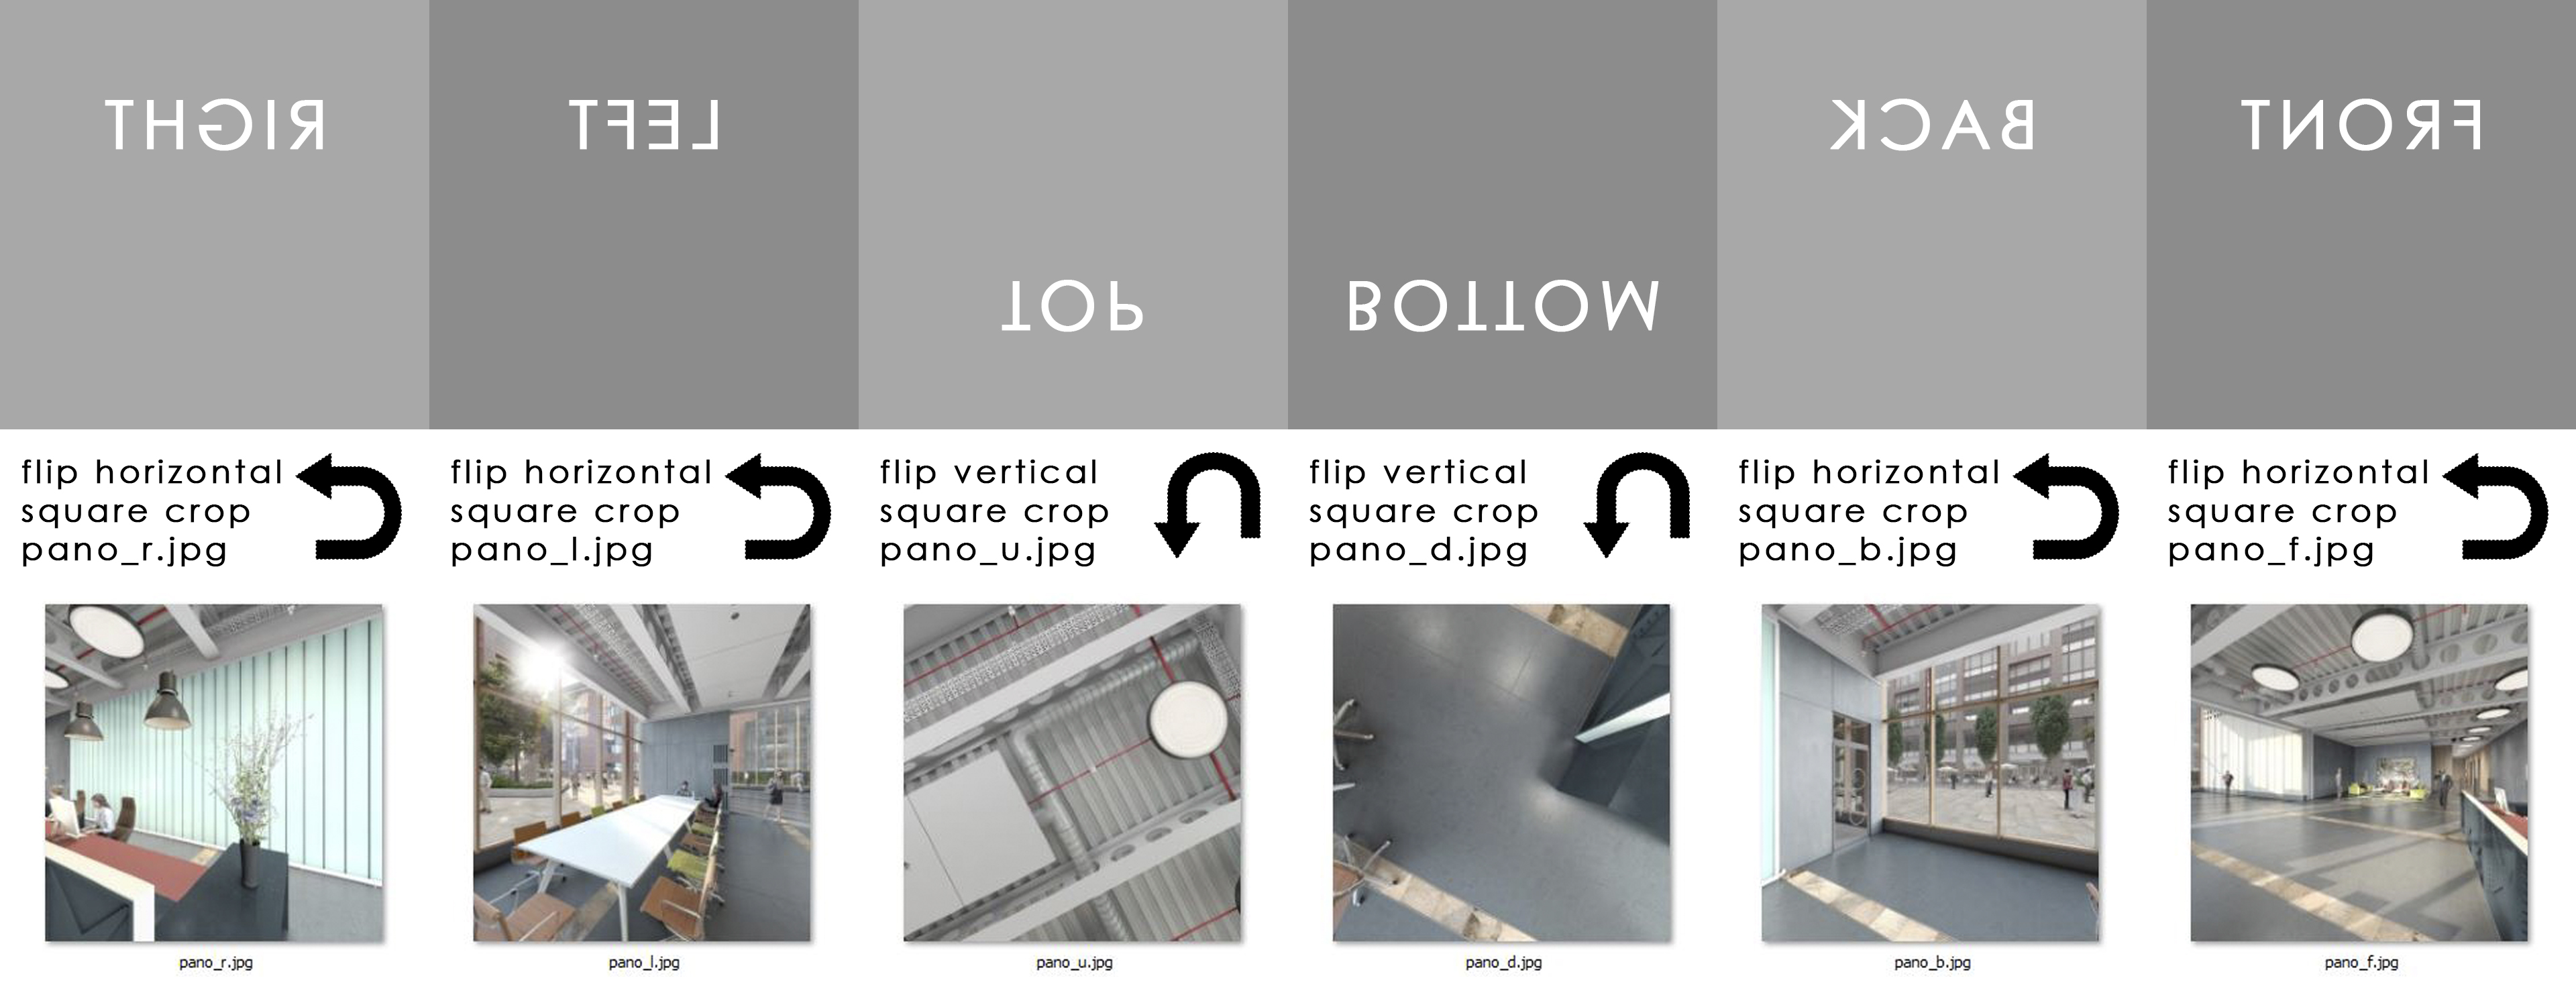 RIGHT
LEFT
TOP
BOTTOM
BACK
FRONT
flip horizontal
square crop
pano_r.jpg
flip horizontal
square crop
pano_l.jpg
flip vertical
square crop
pano_u.jpg
flip vertical
square crop
pano_d.jpg
flip horizontal
square crop
pano_b.jpg
flip horizontal
square crop
pano_f.jpg
pano_r.jpg
pano_l.jpg
pano_u.jpg
pano_d.jpg
pano_b.jpg
pano_f.jpg